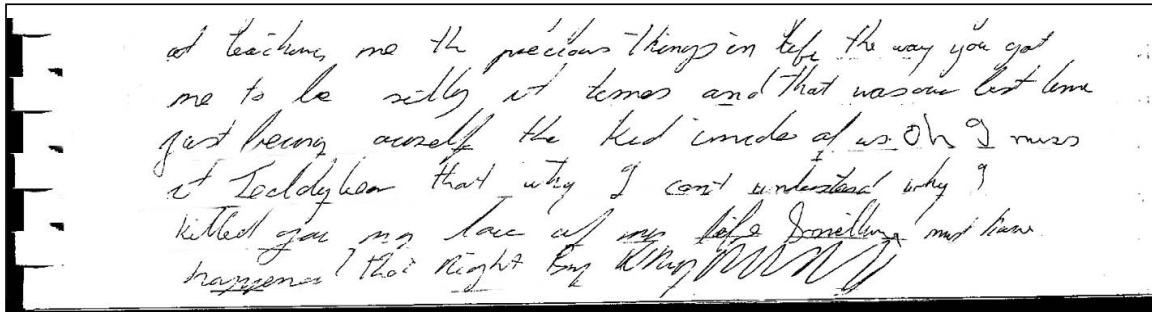 at teaching me th precious things in life the way you got
me to be silly at times and that was our best time
just being ourself the kid inside of us Oh I miss
it Teddybear that why I can't understand why I
killed you my love of my life Something must have
happened that Night